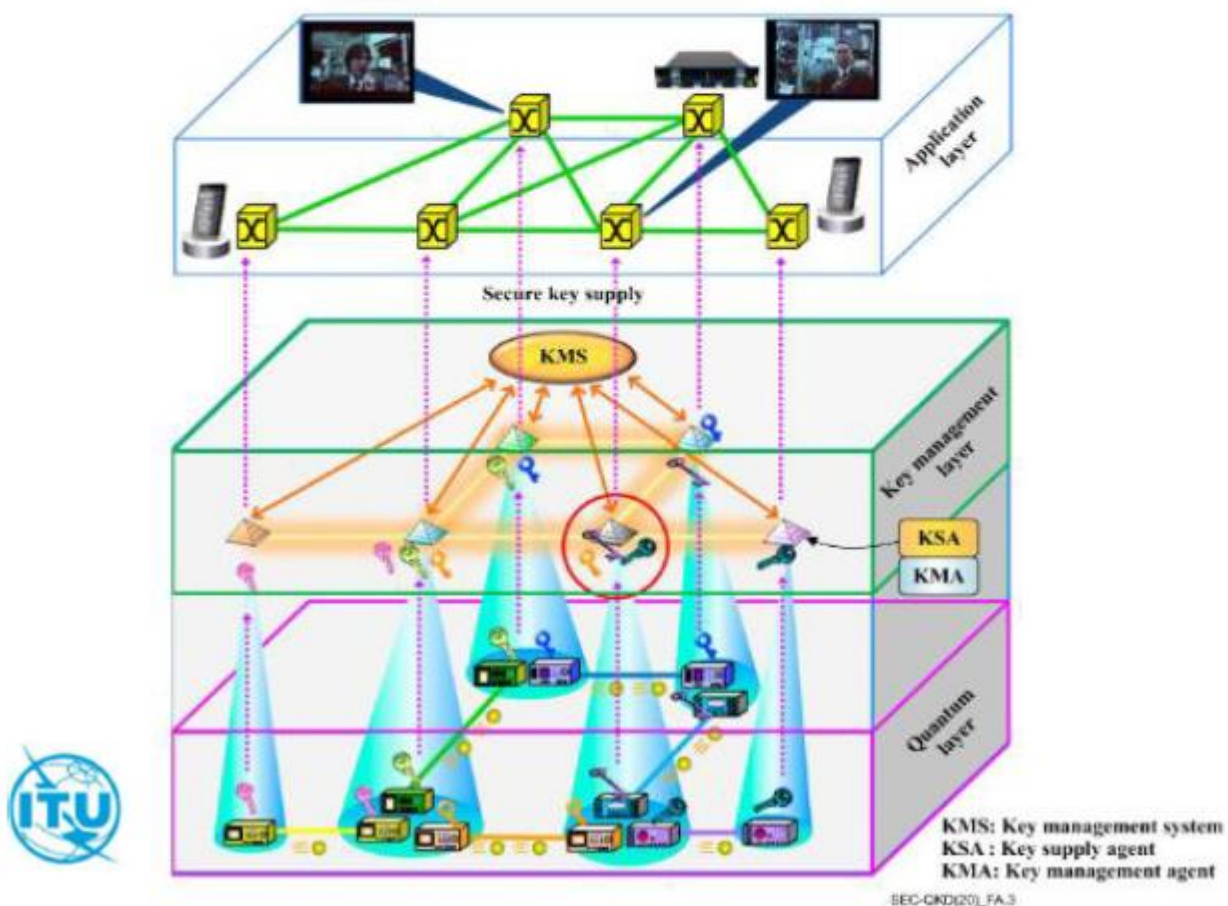 Application
layer
Secure key supply
KMS
Key management
layer
KSA
KMA
Quantum
layer
ITU
KMS: Key management system
KSA : Key supply agent
KMA: Key management agent
SEC-QKD(20)_FA.3